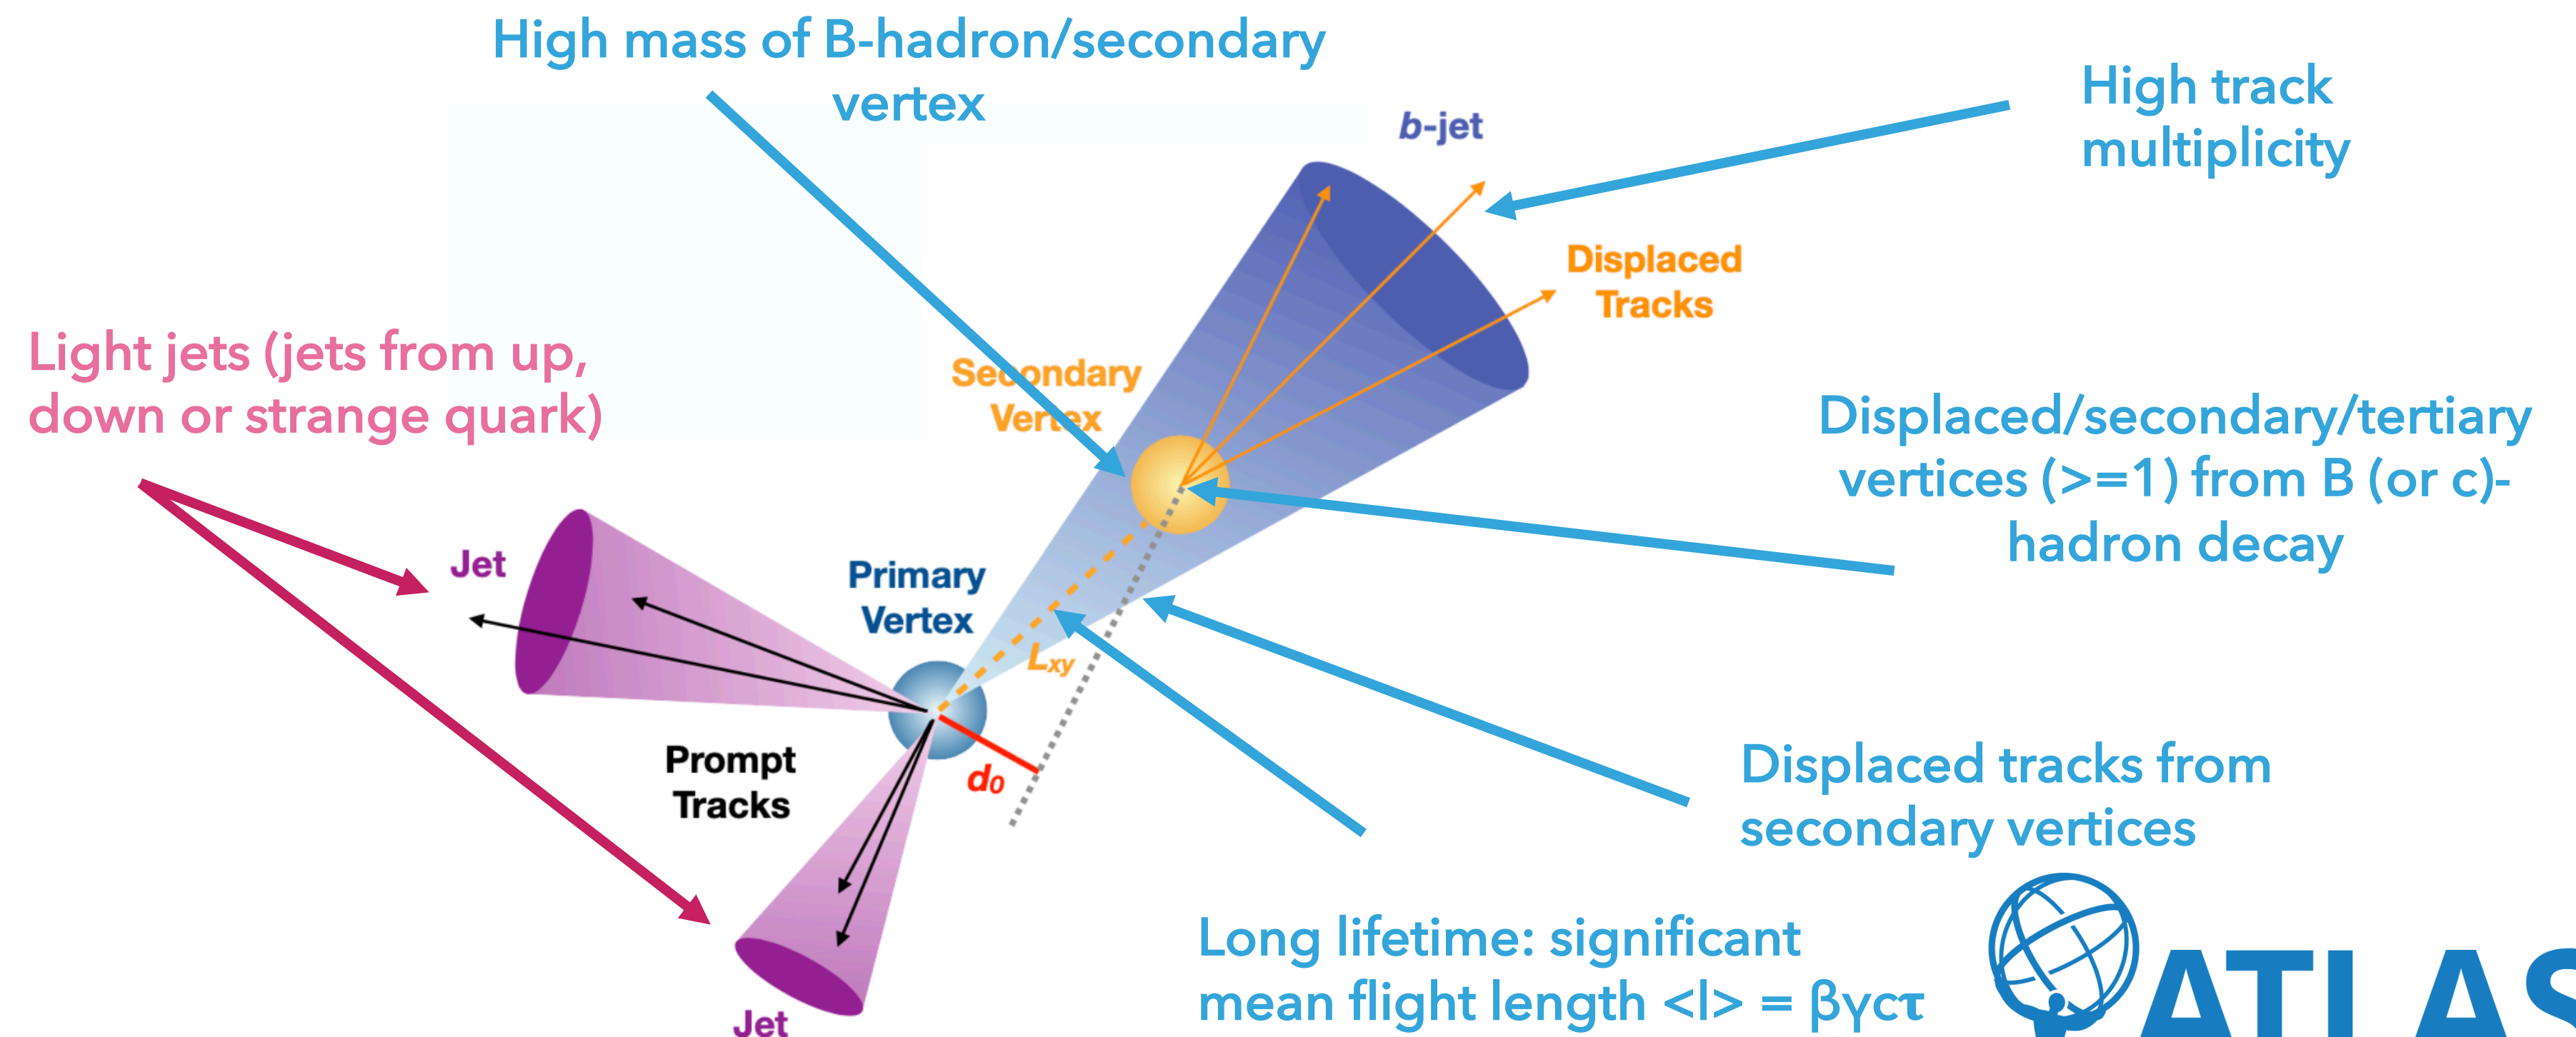 High mass of B-hadron/secondary
vertex
High track
multiplicity
b-jet
Displaced
Tracks
Secondary
Vertex
Light jets (jets from up,
down or strange quark)
Displaced/secondary/tertiary
vertices (>=1) from B (or c)-
hadron decay
Jet
Primary
Vertex
Lxy
Prompt
Tracks
d0
Displaced tracks from
secondary vertices
Long lifetime: significant
mean flight length <l> = βγcτ
Jet
ATLAS